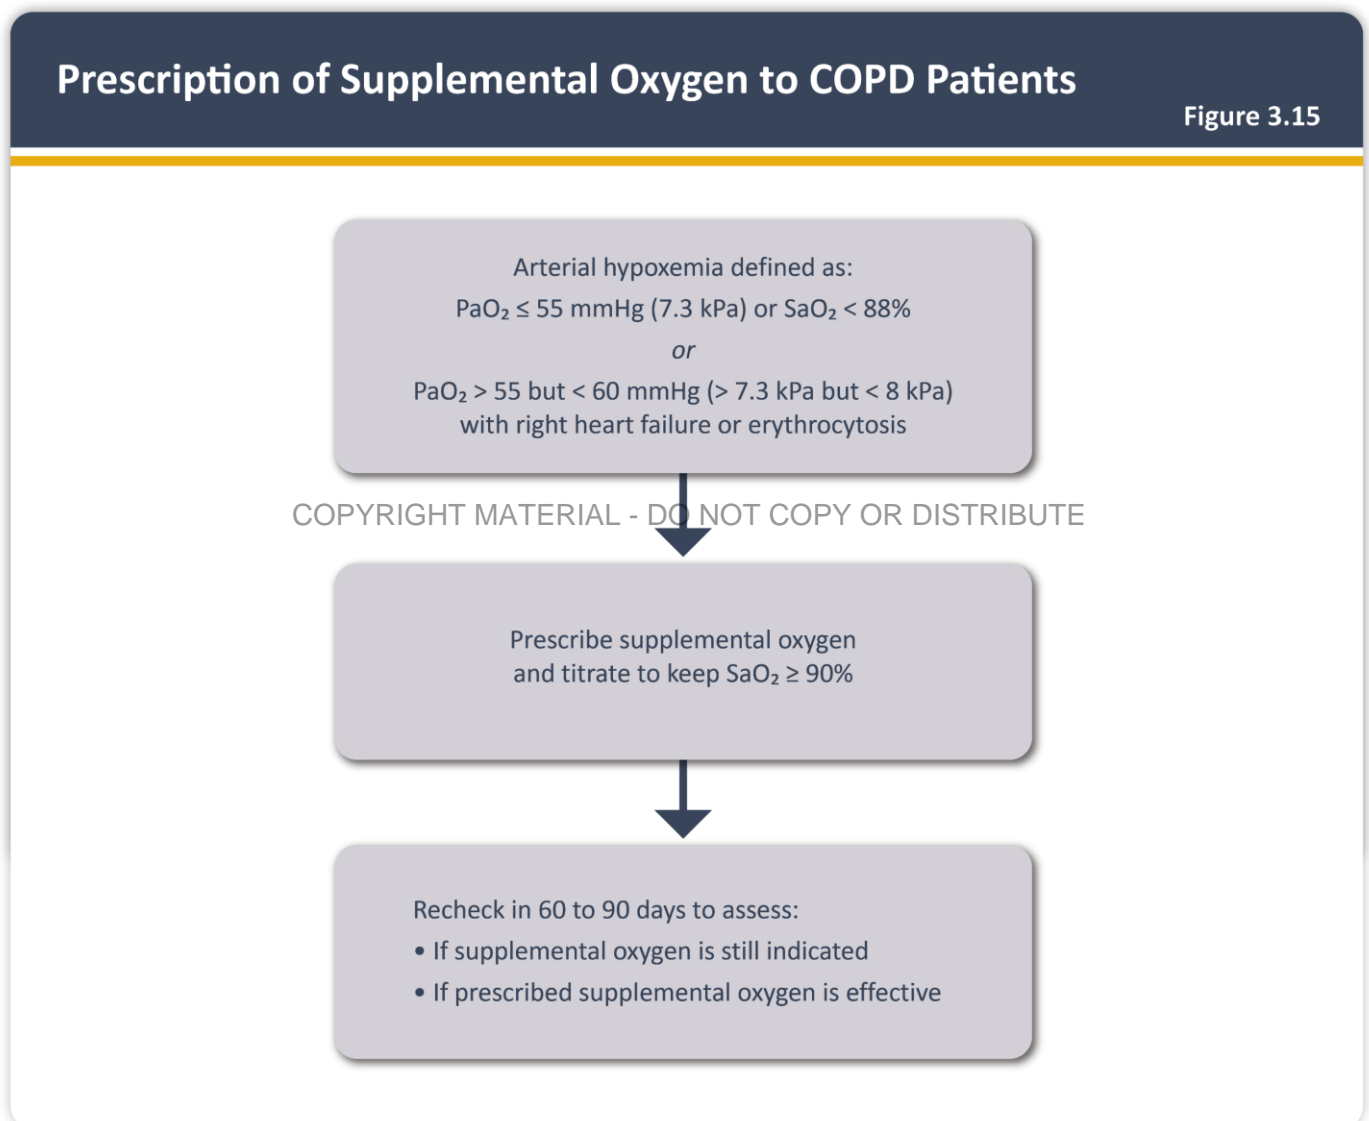 Prescription of Supplemental Oxygen to COPD Patients
Figure 3.15
Arterial hypoxemia defined as:
PaO₂ ≤ 55 mmHg (7.3 kPa) or SaO₂ < 88%
or
PaO₂ > 55 but < 60 mmHg (> 7.3 kPa but < 8 kPa)
with right heart failure or erythrocytosis
COPYRIGHT MATERIAL - DO NOT COPY OR DISTRIBUTE
Prescribe supplemental oxygen
and titrate to keep SaO₂ ≥ 90%
Recheck in 60 to 90 days to assess:
• If supplemental oxygen is still indicated
• If prescribed supplemental oxygen is effective